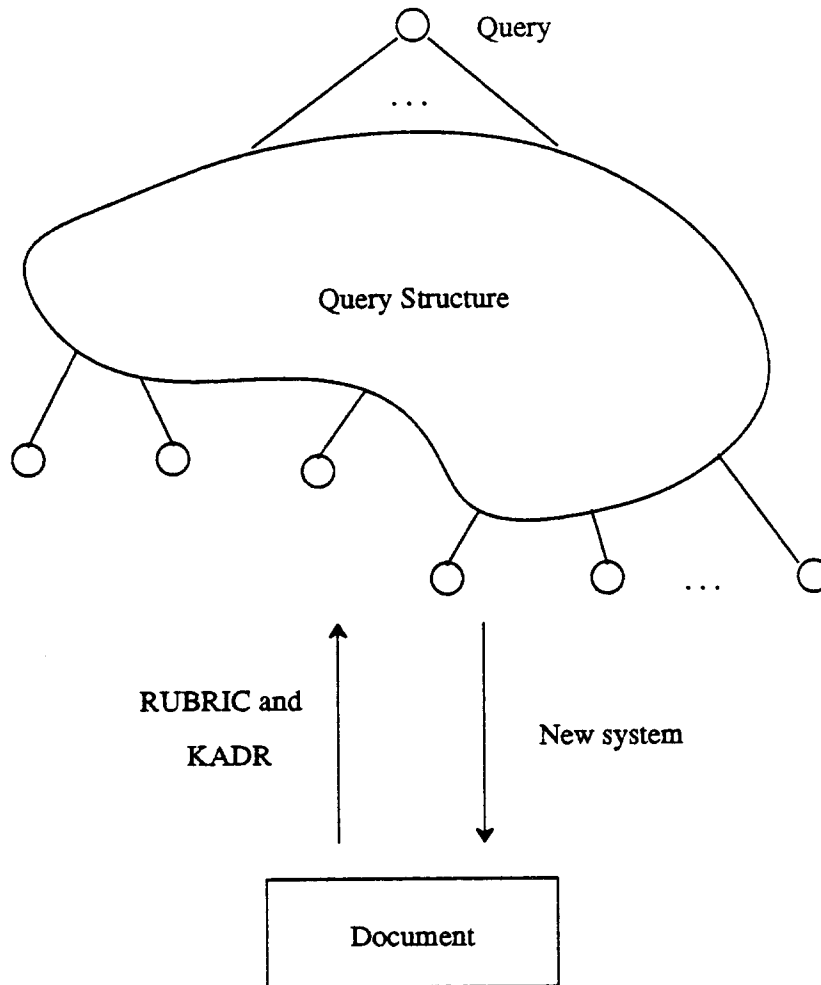 Query
...
Query Structure
...
RUBRIC and
KADR
New system
Document